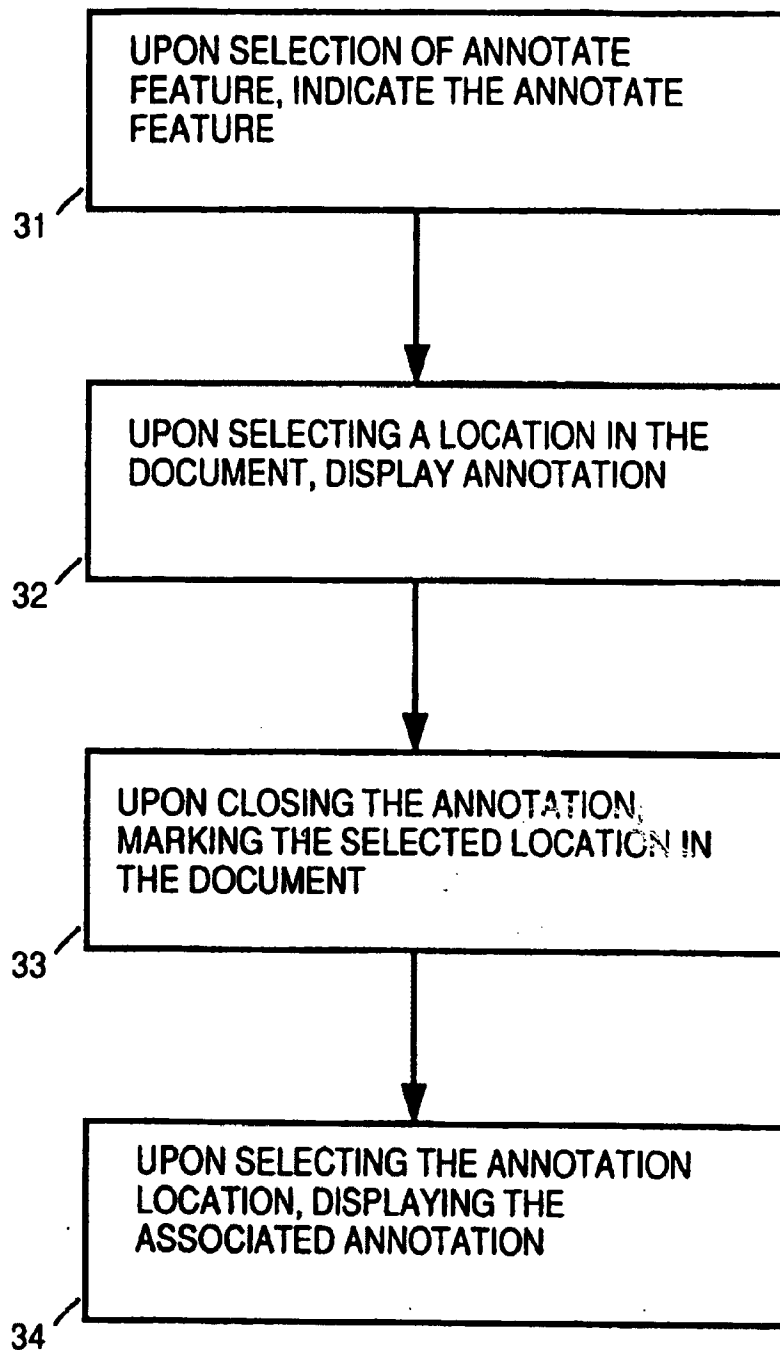 UPON SELECTION OF ANNOTATE
FEATURE, INDICATE THE ANNOTATE
FEATURE
31
UPON SELECTING A LOCATION IN THE
DOCUMENT, DISPLAY ANNOTATION
32
UPON CLOSING THE ANNOTATION,
MARKING THE SELECTED LOCATION IN
THE DOCUMENT
33
UPON SELECTING THE ANNOTATION
LOCATION, DISPLAYING THE
ASSOCIATED ANNOTATION
34